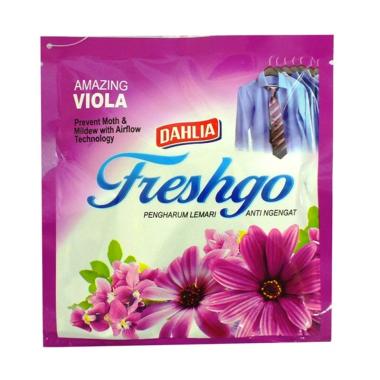 AMAZING
VIOLA
Prevent Moth &
Mildew with Airflow
Technology
DAHLIA
Freshgo
PENGHARUM LEMARI ANTI NGENGAT